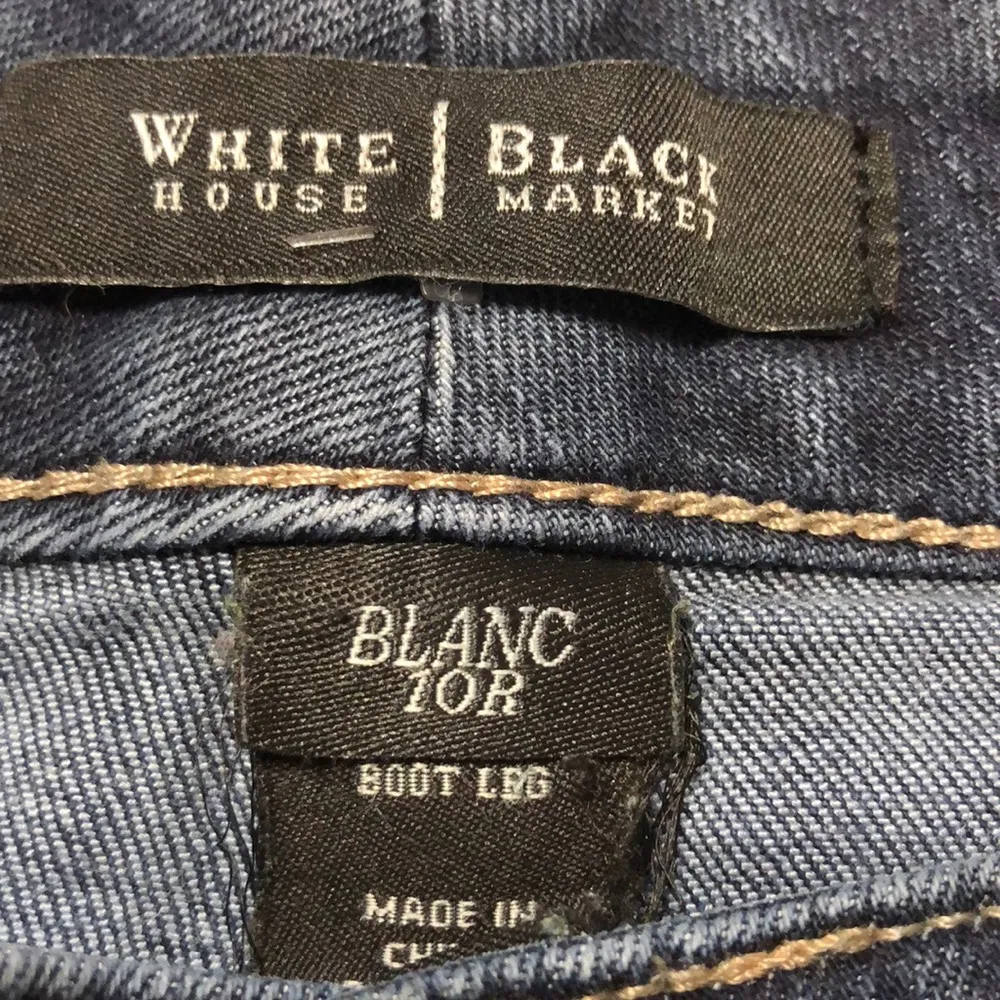 WHITE | BLACK
HOUSE | MARKET
BLANC
10R
BOOT LEG
MADE IN